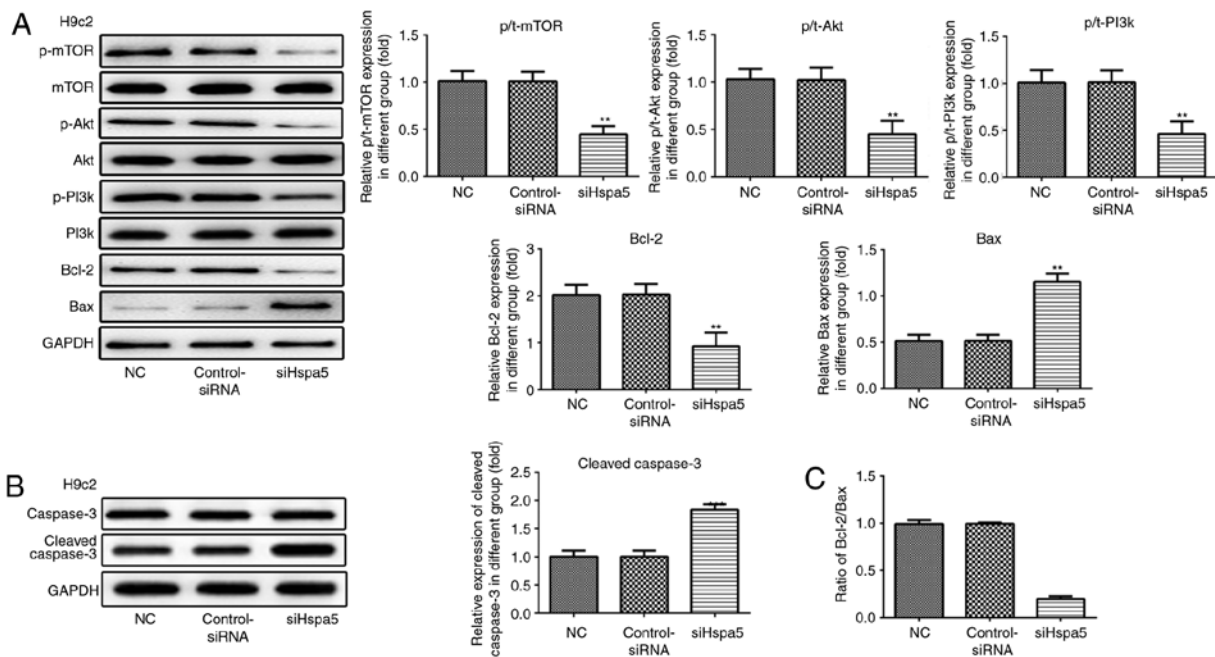 A
H9c2
p-mTOR
mTOR
p-Akt
Akt
p-PI3k
PI3k
Bcl-2
Bax
GAPDH
NC
Control-
siRNA
siHspa5
p/t-mTOR
Relative p/t-mTOR expression
in different group (fold)
1.5
1.0
0.5
0.0
**
NC
Control-
siRNA
siHspa5
p/t-Akt
Relative p/t-Akt expression
in different group (fold)
1.5
1.0
0.5
0.0
**
NC
Control-
siRNA
siHspa5
p/t-PI3k
Relative p/t-PI3k expression
in different group (fold)
1.5
1.0
0.5
0.0
**
NC
Control-
siRNA
siHspa5
Bcl-2
Relative Bcl-2 expression
in different group (fold)
3
2
1
0
**
NC
Control-
siRNA
siHspa5
Bax
Relative Bax expression
in different group (fold)
1.5
1.0
0.5
0.0
**
NC
Control-
siRNA
siHspa5
B
H9c2
Caspase-3
Cleaved
caspase-3
GAPDH
NC
Control-
siRNA
siHspa5
Cleaved caspase-3
Relative expression of cleaved
caspase-3 in different group (fold)
2.5
2.0
1.5
1.0
0.5
0.0
NC
Control-
siRNA
siHspa5
C
Ratio of Bcl-2/Bax
1.5
1.0
0.5
0.0
NC
Control-
siRNA
siHspa5